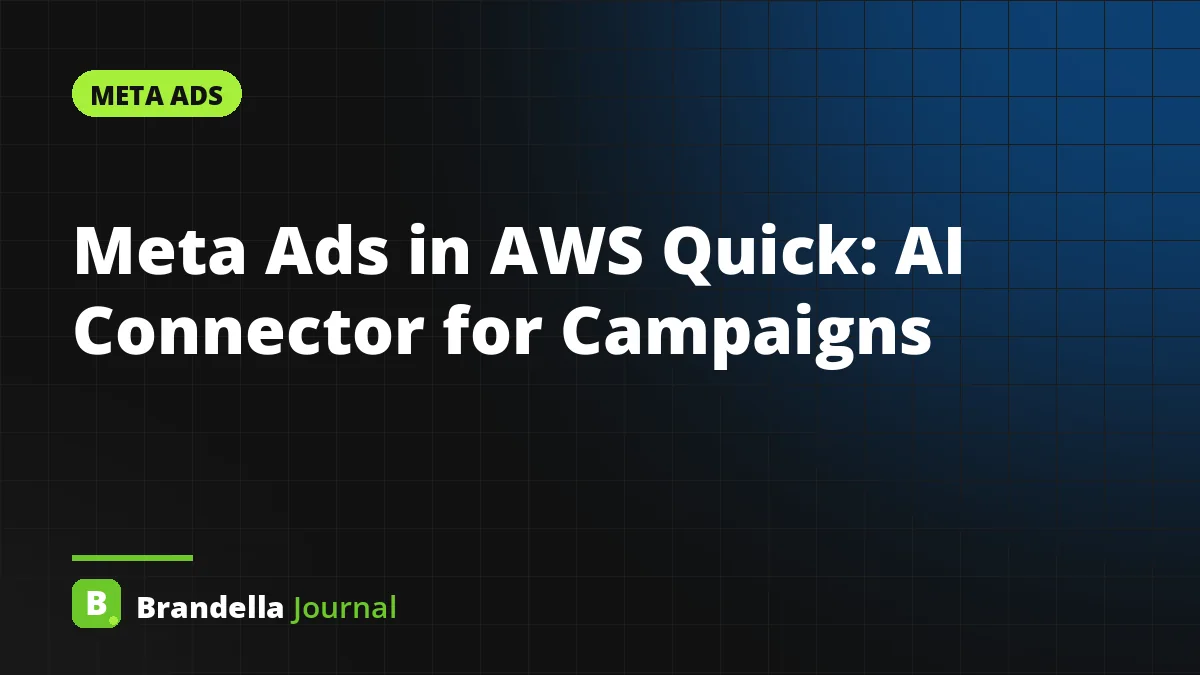 META ADS
Meta Ads in AWS Quick: AI
Connector for Campaigns
B
Brandella Journal